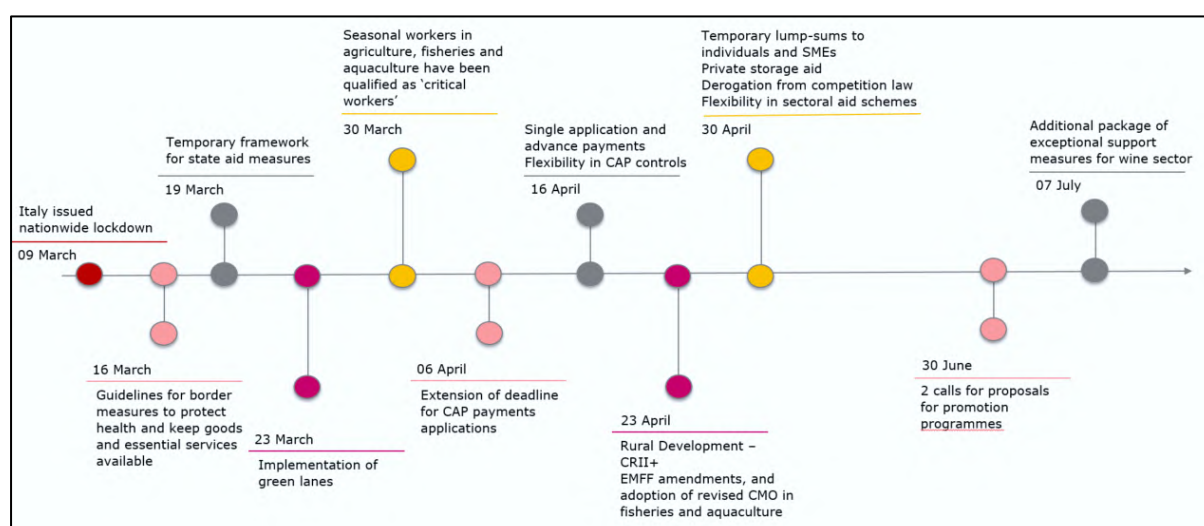 Italy issued
nationwide lockdown
09 March
16 March
Guidelines for border
measures to protect
health and keep goods
and essential services
available
Temporary framework
for state aid measures
19 March
23 March
Implementation of
green lanes
Seasonal workers in
agriculture, fisheries and
aquaculture have been
qualified as ‘critical
workers’
30 March
06 April
Extension of deadline
for CAP payments
applications
Single application and
advance payments
Flexibility in CAP controls
16 April
23 April
Rural Development –
CRII+
EMFF amendments, and
adoption of revised CMO in
fisheries and aquaculture
Temporary lump-sums to
individuals and SMEs
Private storage aid
Derogation from competition law
Flexibility in sectoral aid schemes
30 April
30 June
2 calls for proposals
for promotion
programmes
Additional package of
exceptional support
measures for wine sector
07 July